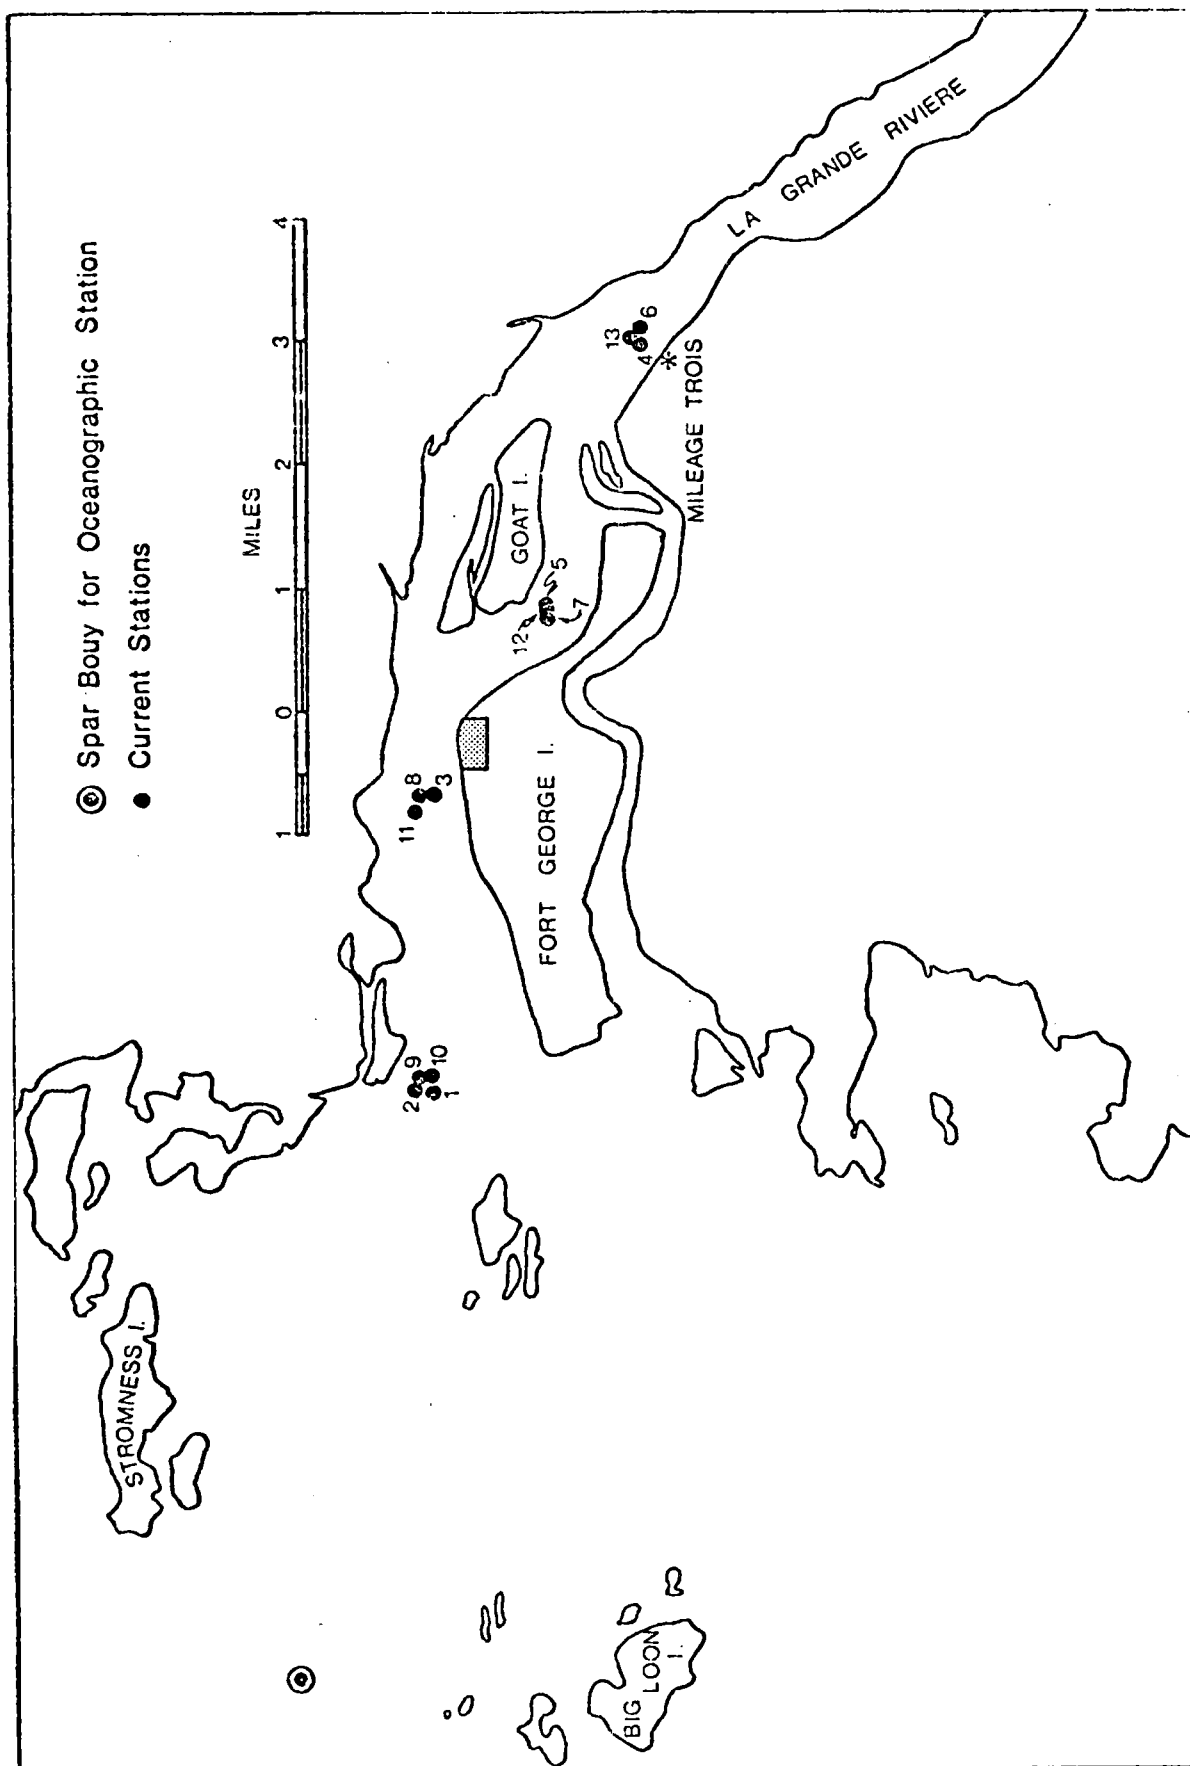 Spar Bouy for Oceanographic Station
Current Stations
MILES
1 0 1 2 3 4
STROMNESS I.
2 9
1 10
11 8
3
12
5
7
GOAT I.
13
4 6
LA GRANDE RIVIERE
MILEAGE TROIS
FORT GEORGE I.
BIG
LOON
I.